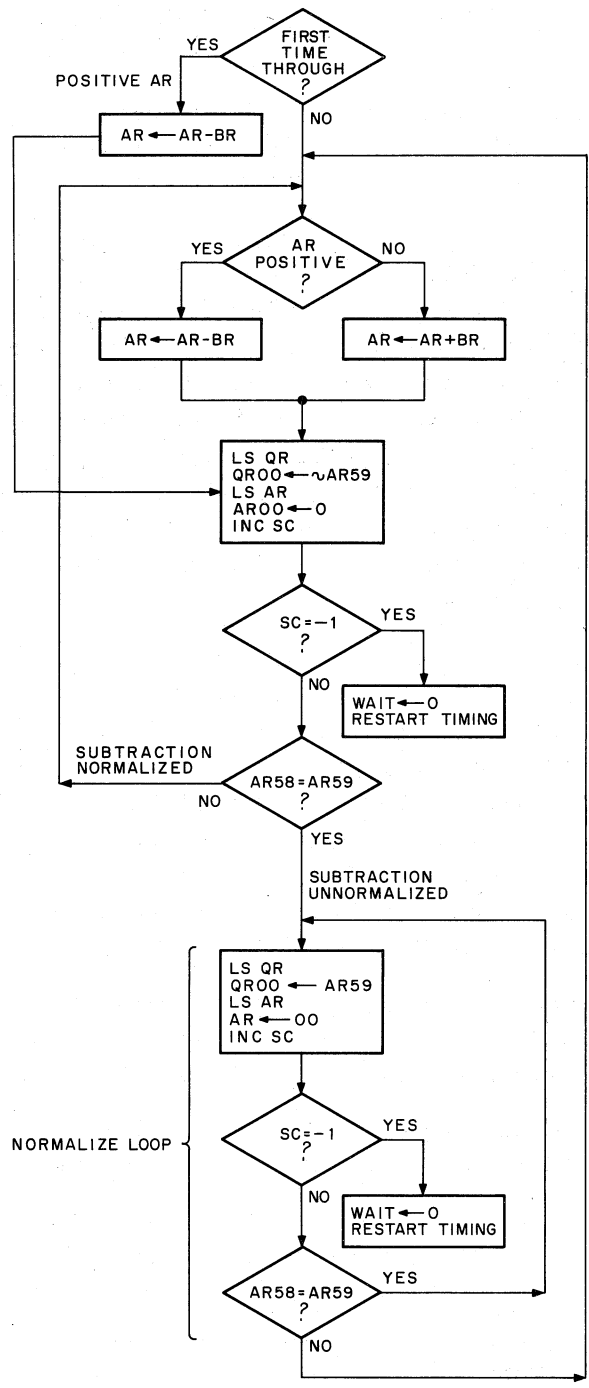 FIRST
TIME
THROUGH
?
YES
POSITIVE AR
NO
AR←AR-BR
AR
POSITIVE
?
YES
NO
AR←AR-BR
AR←AR+BR
LS QR
QR00←~AR59
LS AR
AR00←0
INC SC
SC=-1
?
YES
NO
WAIT←0
RESTART TIMING
SUBTRACTION
NORMALIZED
AR58=AR59
?
NO
YES
SUBTRACTION
UNNORMALIZED
LS QR
QR00← AR59
LS AR
AR←00
INC SC
NORMALIZE LOOP
SC=-1
?
YES
NO
WAIT←0
RESTART TIMING
AR58=AR59
?
YES
NO